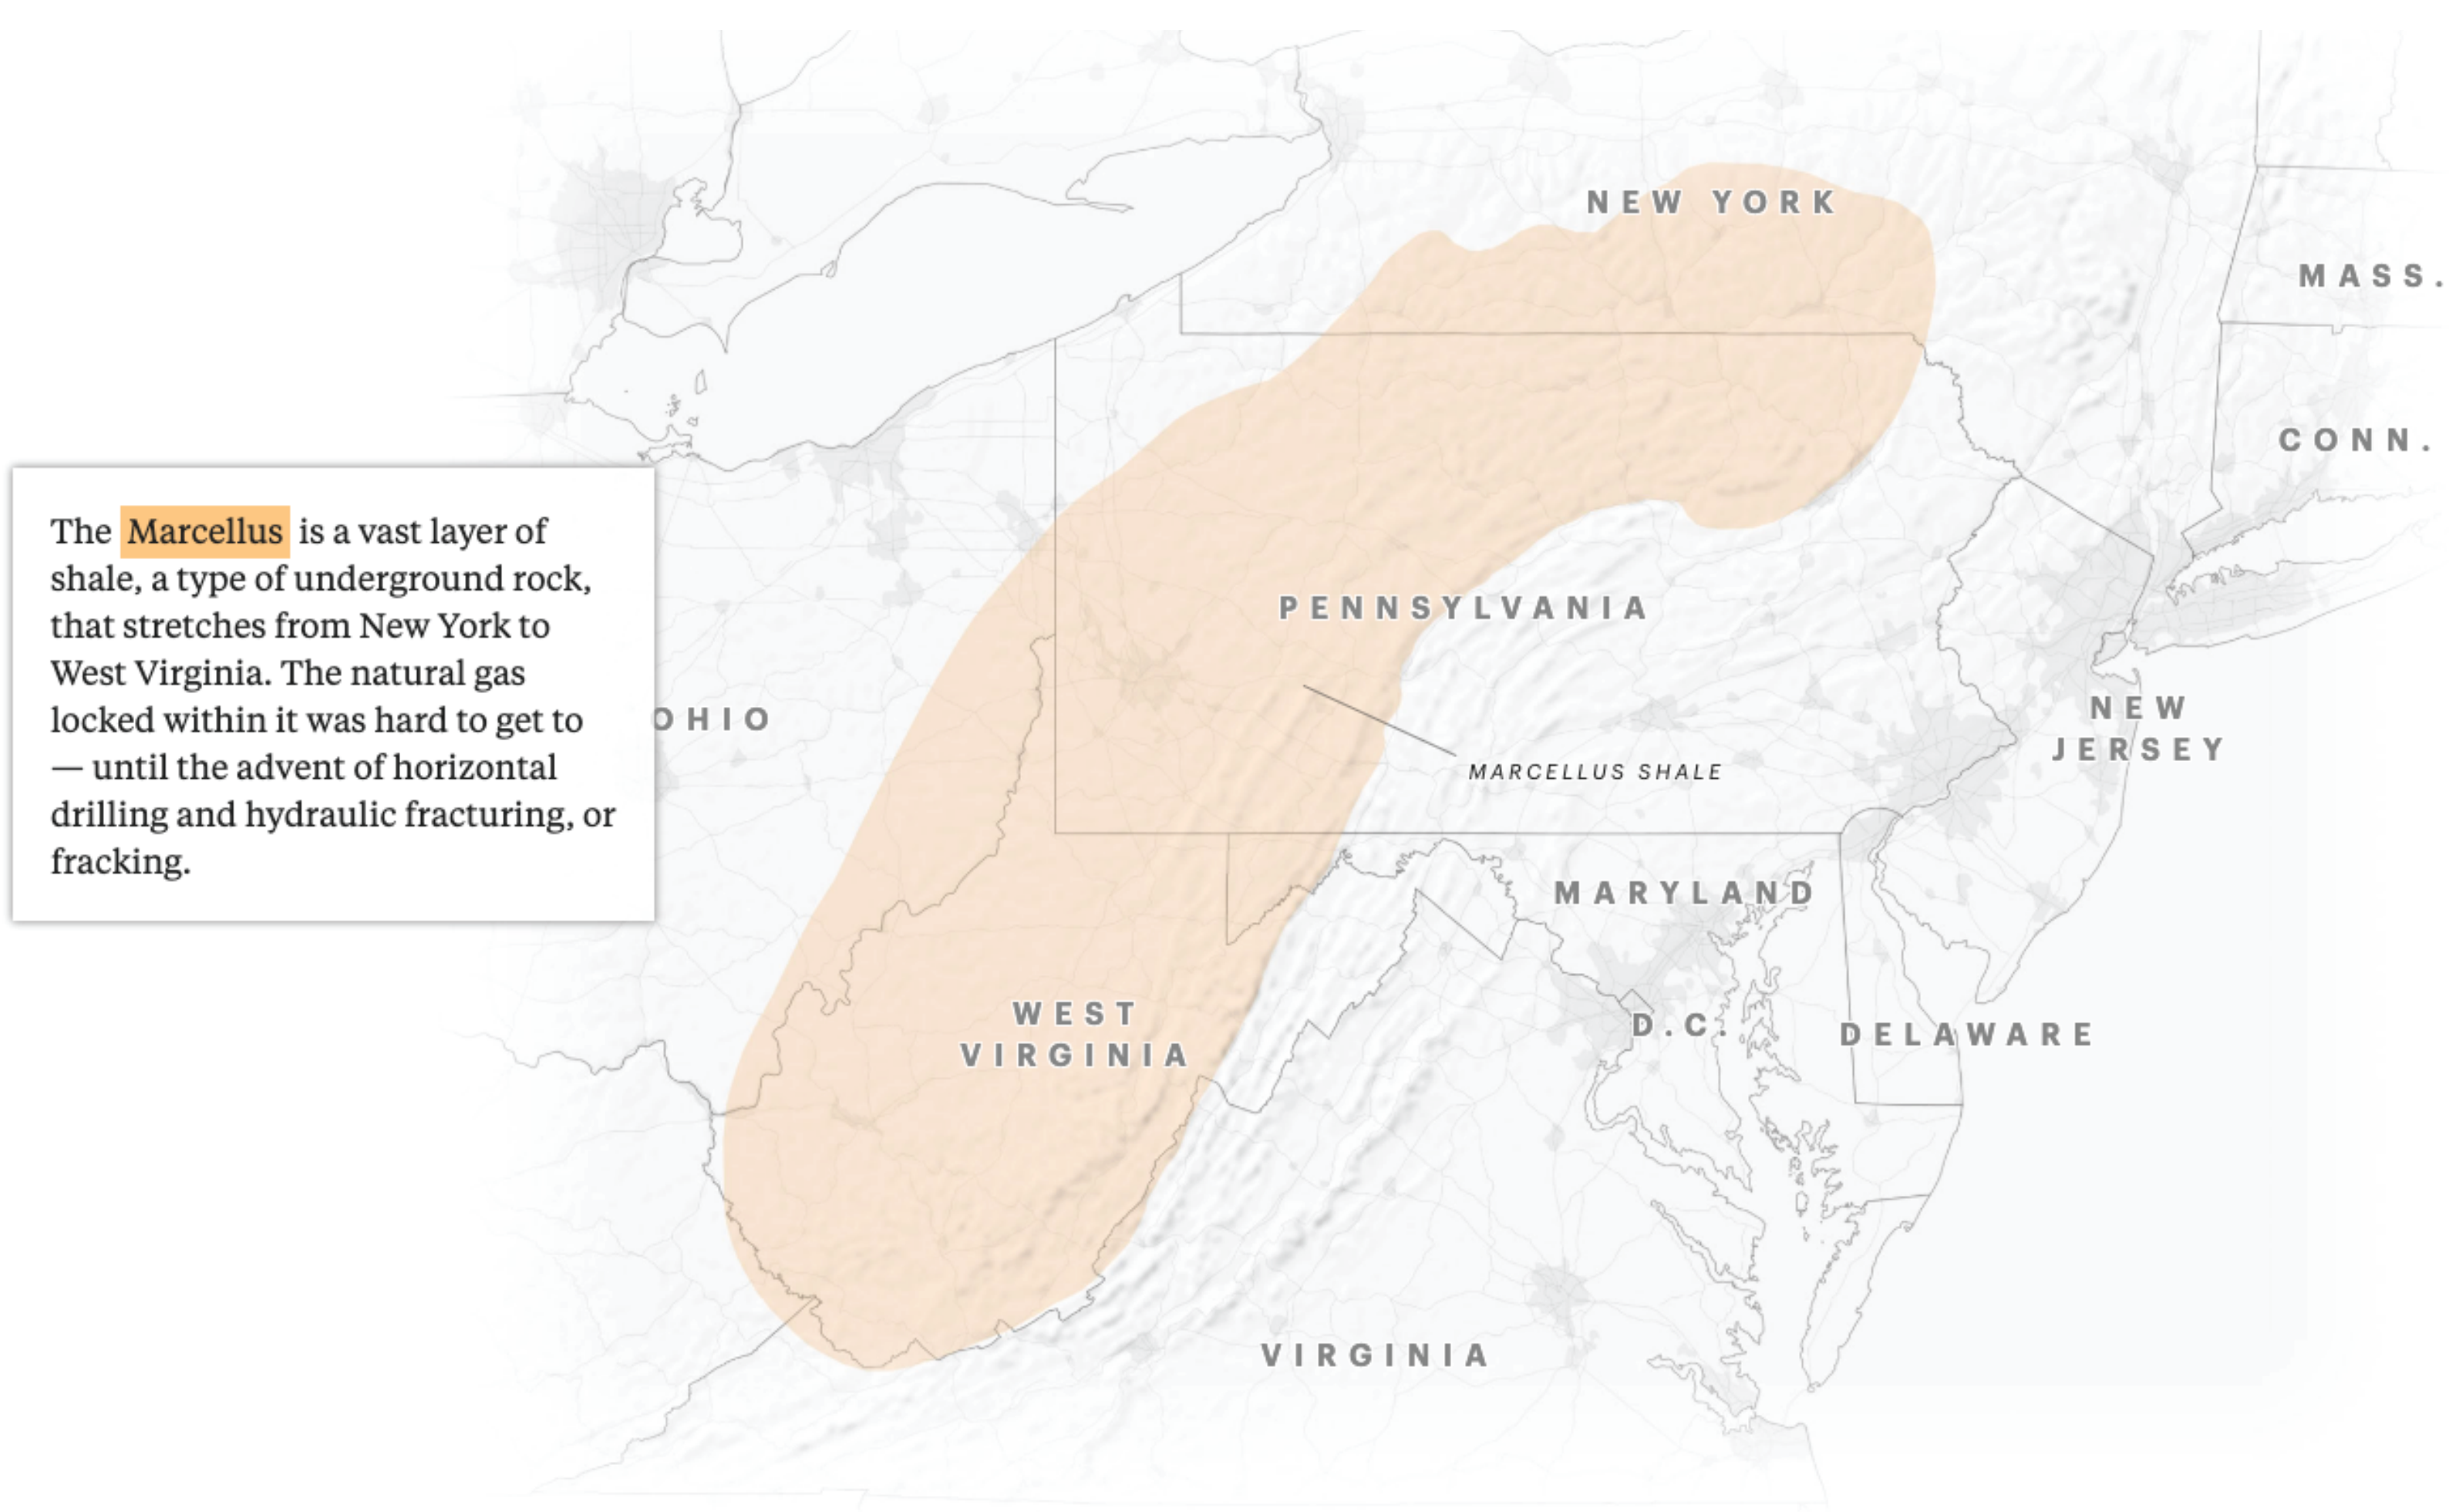 NEW YORK
MASS.
CONN.
The Marcellus is a vast layer of
shale, a type of underground rock,
that stretches from New York to
West Virginia. The natural gas
locked within it was hard to get to
— until the advent of horizontal
drilling and hydraulic fracturing, or
fracking.
PENNSYLVANIA
OHIO
NEW
JERSEY
MARCELLUS SHALE
MARYLAND
WEST
VIRGINIA
D.C.
DELAWARE
VIRGINIA